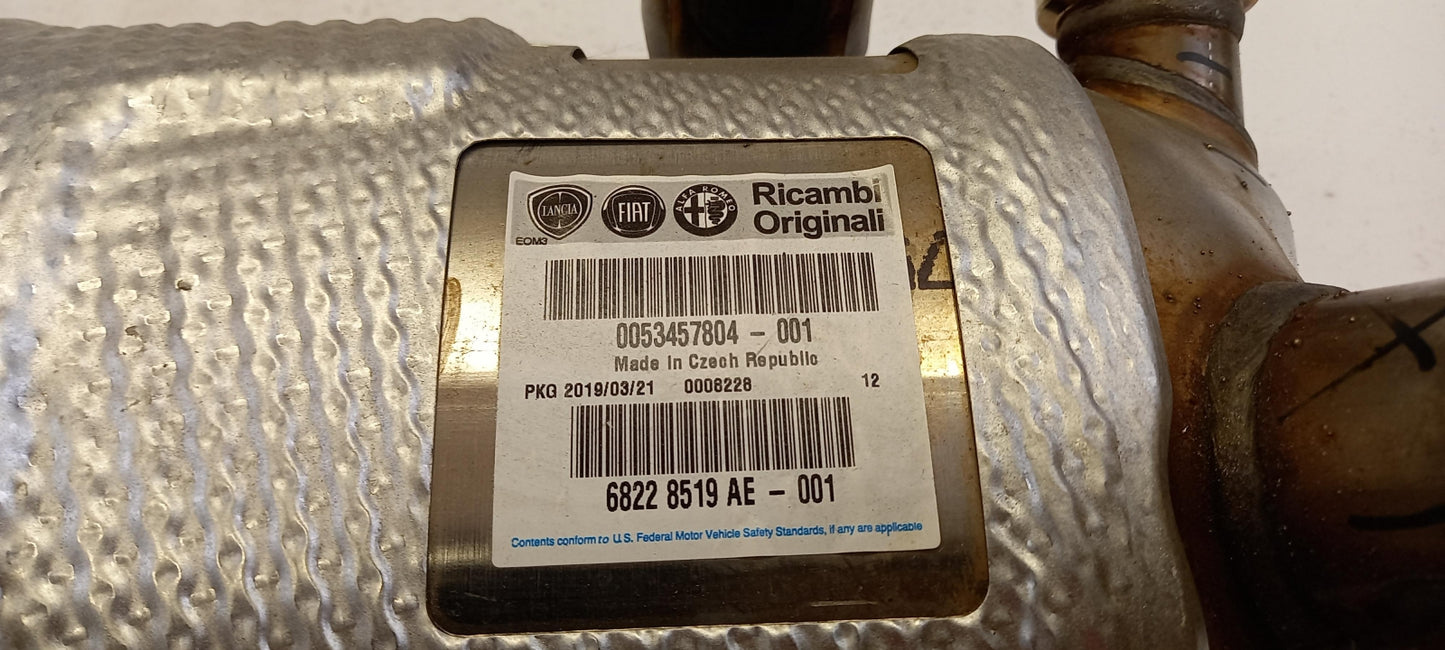 LANCIA
FIAT
ALFA ROMEO
Ricambi
Originali
EOM3
0053457804 - 001
Made in Czech Republic
PKG 2019/03/21 0008228 12
6822 8519 AE - 001
Contents conform to U.S. Federal Motor Vehicle Safety Standards, if any are applicable